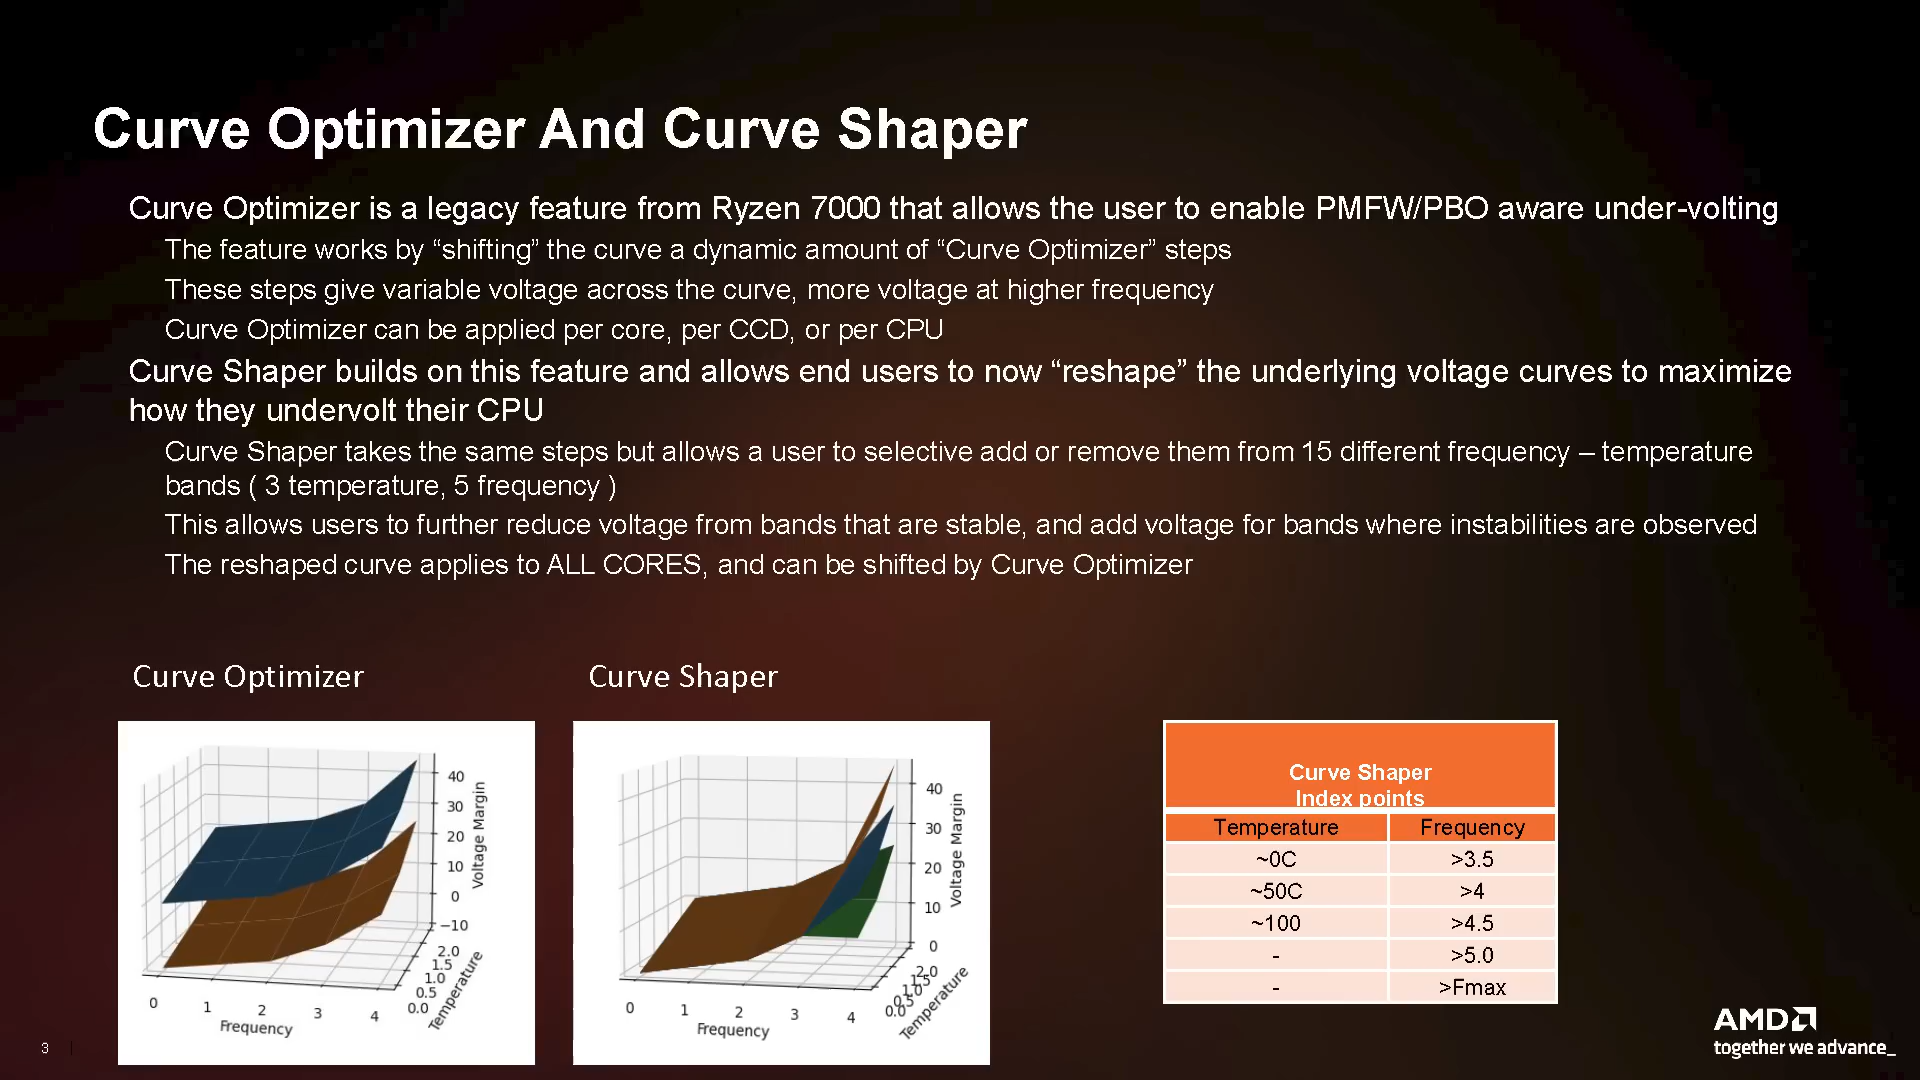 Curve Optimizer And Curve Shaper
Curve Optimizer is a legacy feature from Ryzen 7000 that allows the user to enable PMFW/PBO aware under-volting
The feature works by “shifting” the curve a dynamic amount of “Curve Optimizer” steps
These steps give variable voltage across the curve, more voltage at higher frequency
Curve Optimizer can be applied per core, per CCD, or per CPU
Curve Shaper builds on this feature and allows end users to now “reshape” the underlying voltage curves to maximize
how they undervolt their CPU
Curve Shaper takes the same steps but allows a user to selective add or remove them from 15 different frequency – temperature
bands ( 3 temperature, 5 frequency )
This allows users to further reduce voltage from bands that are stable, and add voltage for bands where instabilities are observed
The reshaped curve applies to ALL CORES, and can be shifted by Curve Optimizer
Curve Optimizer
40
30
20
10
0
−10
Voltage Margin
2.0
1.5
1.0
0.5
0.0
Temperature
0 1 2 3 4
Frequency
Curve Shaper
40
30
20
10
0
Voltage Margin
2.0
1.5
1.0
0.5
0.0
Temperature
0 1 2 3 4
Frequency
Curve Shaper
Index points
Temperature Frequency
~0C >3.5
~50C >4
~100 >4.5
- >5.0
- >Fmax
AMD
together we advance_
3